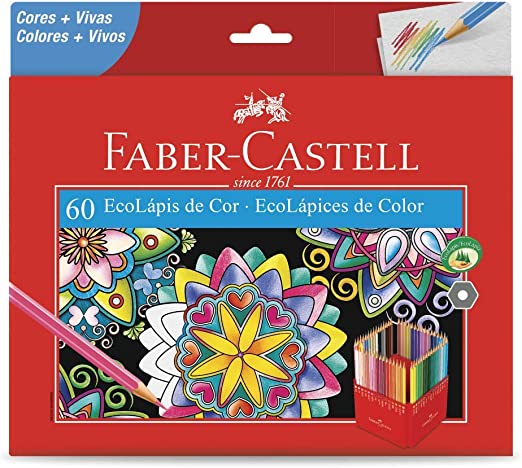 Cores + Vivas
Colores + Vivos
FABER-CASTELL
since 1761
60 EcoLápis de Cor · EcoLápices de Color